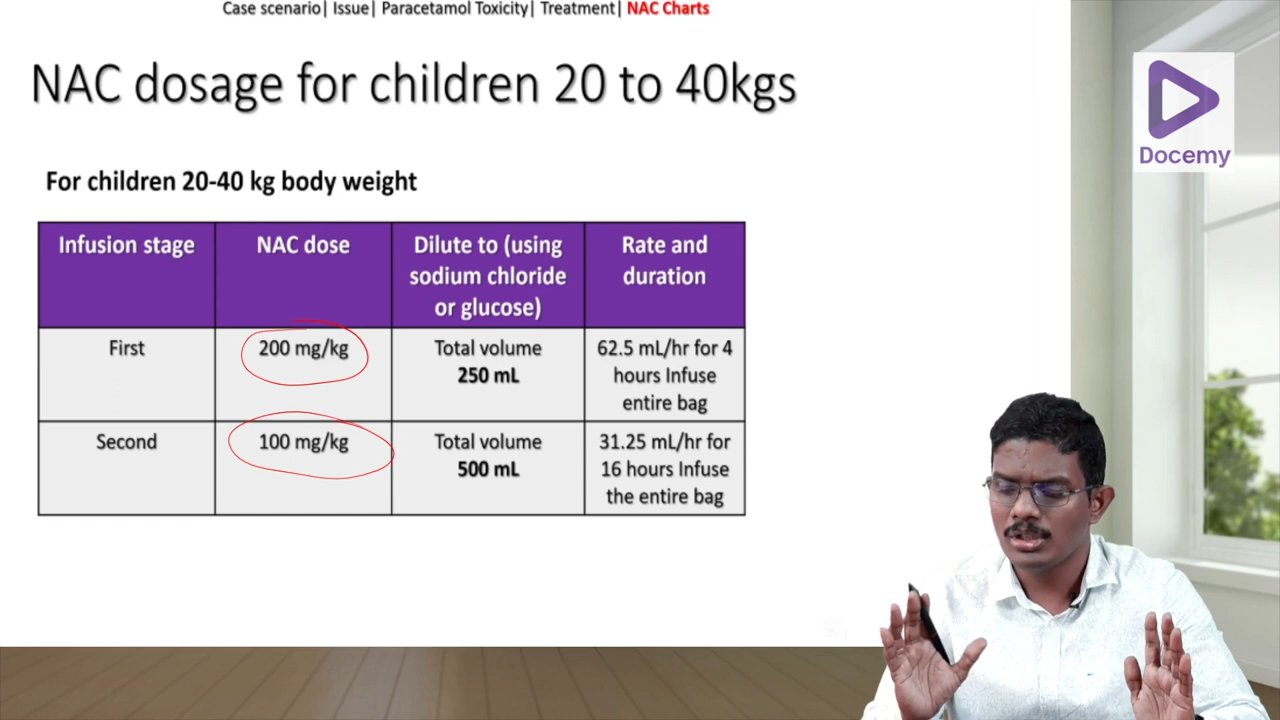 Case scenario| Issue| Paracetamol Toxicity| Treatment| NAC Charts
NAC dosage for children 20 to 40kgs
Docemy
For children 20-40 kg body weight
Infusion stage
NAC dose
Dilute to (using
sodium chloride
or glucose)
Rate and
duration
First
200 mg/kg
Total volume
250 mL
62.5 mL/hr for 4
hours Infuse
entire bag
Second
100 mg/kg
Total volume
500 mL
31.25 mL/hr for
16 hours Infuse
the entire bag